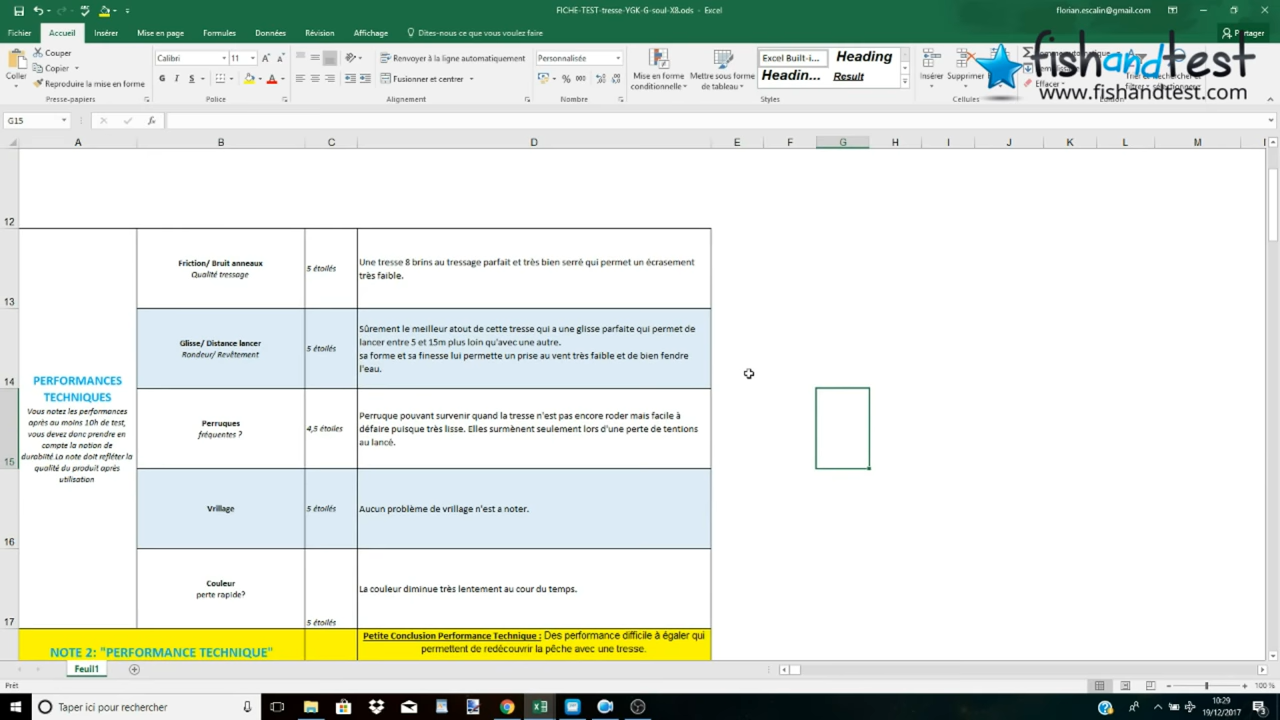 FICHE-TEST-tresse-YGK-G-soul-X8.ods - Excel
florian.escalin@gmail.com
Fichier Accueil Insérer Mise en page Formules Données Révision Affichage Dites-nous ce que vous voulez faire Partager
Coller
Couper
Copier
Reproduire la mise en forme
Presse-papiers
Calibri 11
G I S
Police
Renvoyer à la ligne automatiquement
Fusionner et centrer
Alignement
Personnalisée
% 000
Nombre
Mise en forme conditionnelle
Mettre sous forme de tableau
Excel Built-i...
Heading
Headin...
Result
Styles
Insérer Supprimer
Cellules
Effacer
fishandtest
www.fishandtest.com
G15
fx
A B C D E F G H I J K L M
12
13
14
15
16
17
PERFORMANCES
TECHNIQUES
Vous notez les performances
après au moins 10h de test,
vous devez donc prendre en
compte la notion de
durabilité.La note doit refléter la
qualité du produit après
utilisation
Friction/ Bruit anneaux
Qualité tressage
5 étoilés
Une tresse 8 brins au tressage parfait et très bien serré qui permet un écrasement
très faible.
Glisse/ Distance lancer
Rondeur/ Revêtement
5 étoilés
Sûrement le meilleur atout de cette tresse qui a une glisse parfaite qui permet de
lancer entre 5 et 15m plus loin qu'avec une autre.
sa forme et sa finesse lui permette un prise au vent très faible et de bien fendre
l'eau.
Perruques
fréquentes ?
4,5 étoiles
Perruque pouvant survenir quand la tresse n'est pas encore roder mais facile à
défaire puisque très lisse. Elles surmènent seulement lors d'une perte de tentions
au lancé.
Vrillage
5 étoilés
Aucun problème de vrillage n'est a noter.
Couleur
perte rapide?
5 étoilés
La couleur diminue très lentement au cour du temps.
NOTE 2: "PERFORMANCE TECHNIQUE"
Petite Conclusion Performance Technique : Des performance difficile à égaler qui
permettent de redécouvrir la pêche avec une tresse.
Feuil1
Prêt
100 %
Taper ici pour rechercher
10:29
19/12/2017
3